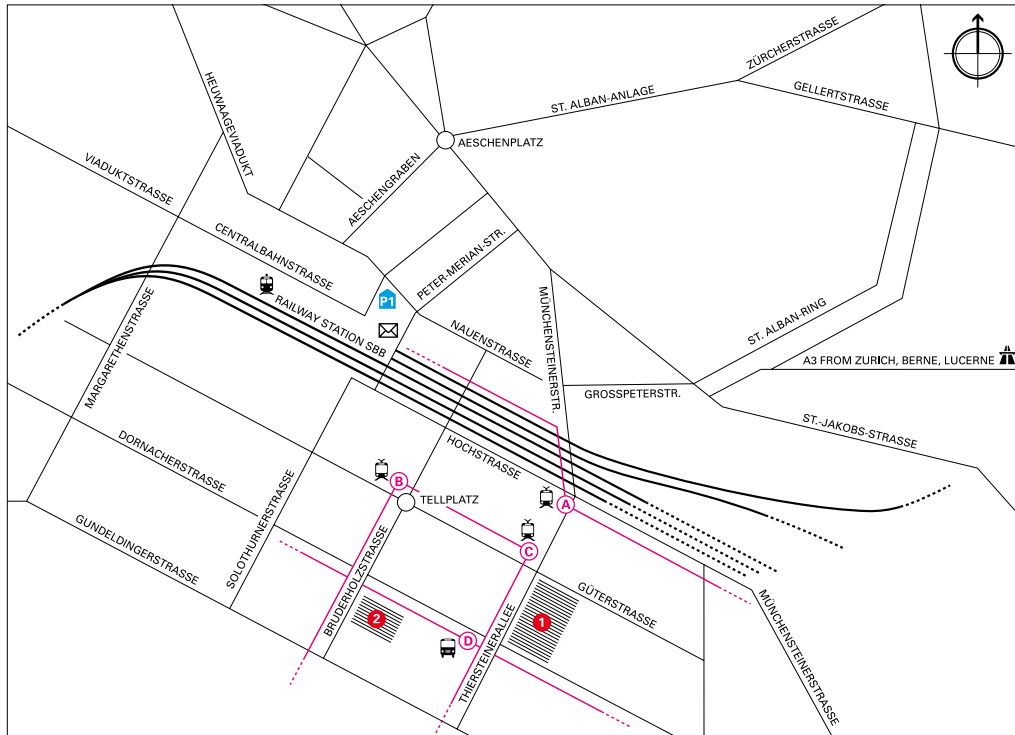 ZÜRCHERSTRASSE
HEUWAAGEVIADUKT
ST. ALBAN-ANLAGE
GELLERTSTRASSE
AESCHENPLATZ
VIADUKTSTRASSE
AESCHENGRABEN
CENTRALBAHNSTRASSE
PETER-MERIAN-STR.
P1
RAILWAY STATION SBB
NAUENSTRASSE
MÜNCHENSTEINERSTR.
ST. ALBAN-RING
MARGARETHENSTRASSE
A3 FROM ZURICH, BERNE, LUCERNE
GROSSPETERSTR.
ST.-JAKOBS-STRASSE
DORNACHERSTRASSE
HOCHSTRASSE
B
TELLPLATZ
A
SOLOTHURNERSTRASSE
GUNDELDINGERSTRASSE
C
BRUDERHOLZSTRASSE
GÜTERSTRASSE
2
1
D
THIERSTEINERALLEE
MÜNCHENSTEINERSTRASSE